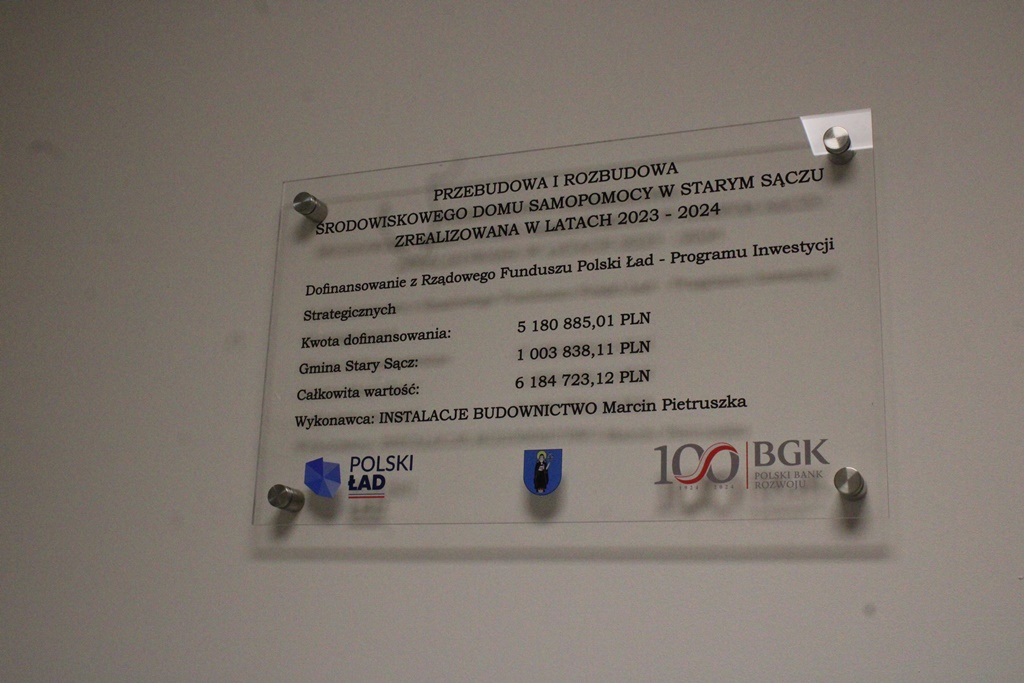 PRZEBUDOWA I ROZBUDOWA
ŚRODOWISKOWEGO DOMU SAMOPOMOCY W STARYM SĄCZU
ZREALIZOWANA W LATACH 2023 - 2024
Dofinansowanie z Rządowego Funduszu Polski Ład - Programu Inwestycji
Strategicznych
Kwota dofinansowania: 5 180 885,01 PLN
Gmina Stary Sącz: 1 003 838,11 PLN
Całkowita wartość: 6 184 723,12 PLN
Wykonawca: INSTALACJE BUDOWNICTWO Marcin Pietruszka
POLSKI
ŁAD
100
1924 - 2024
BGK
POLSKI BANK
ROZWOJU